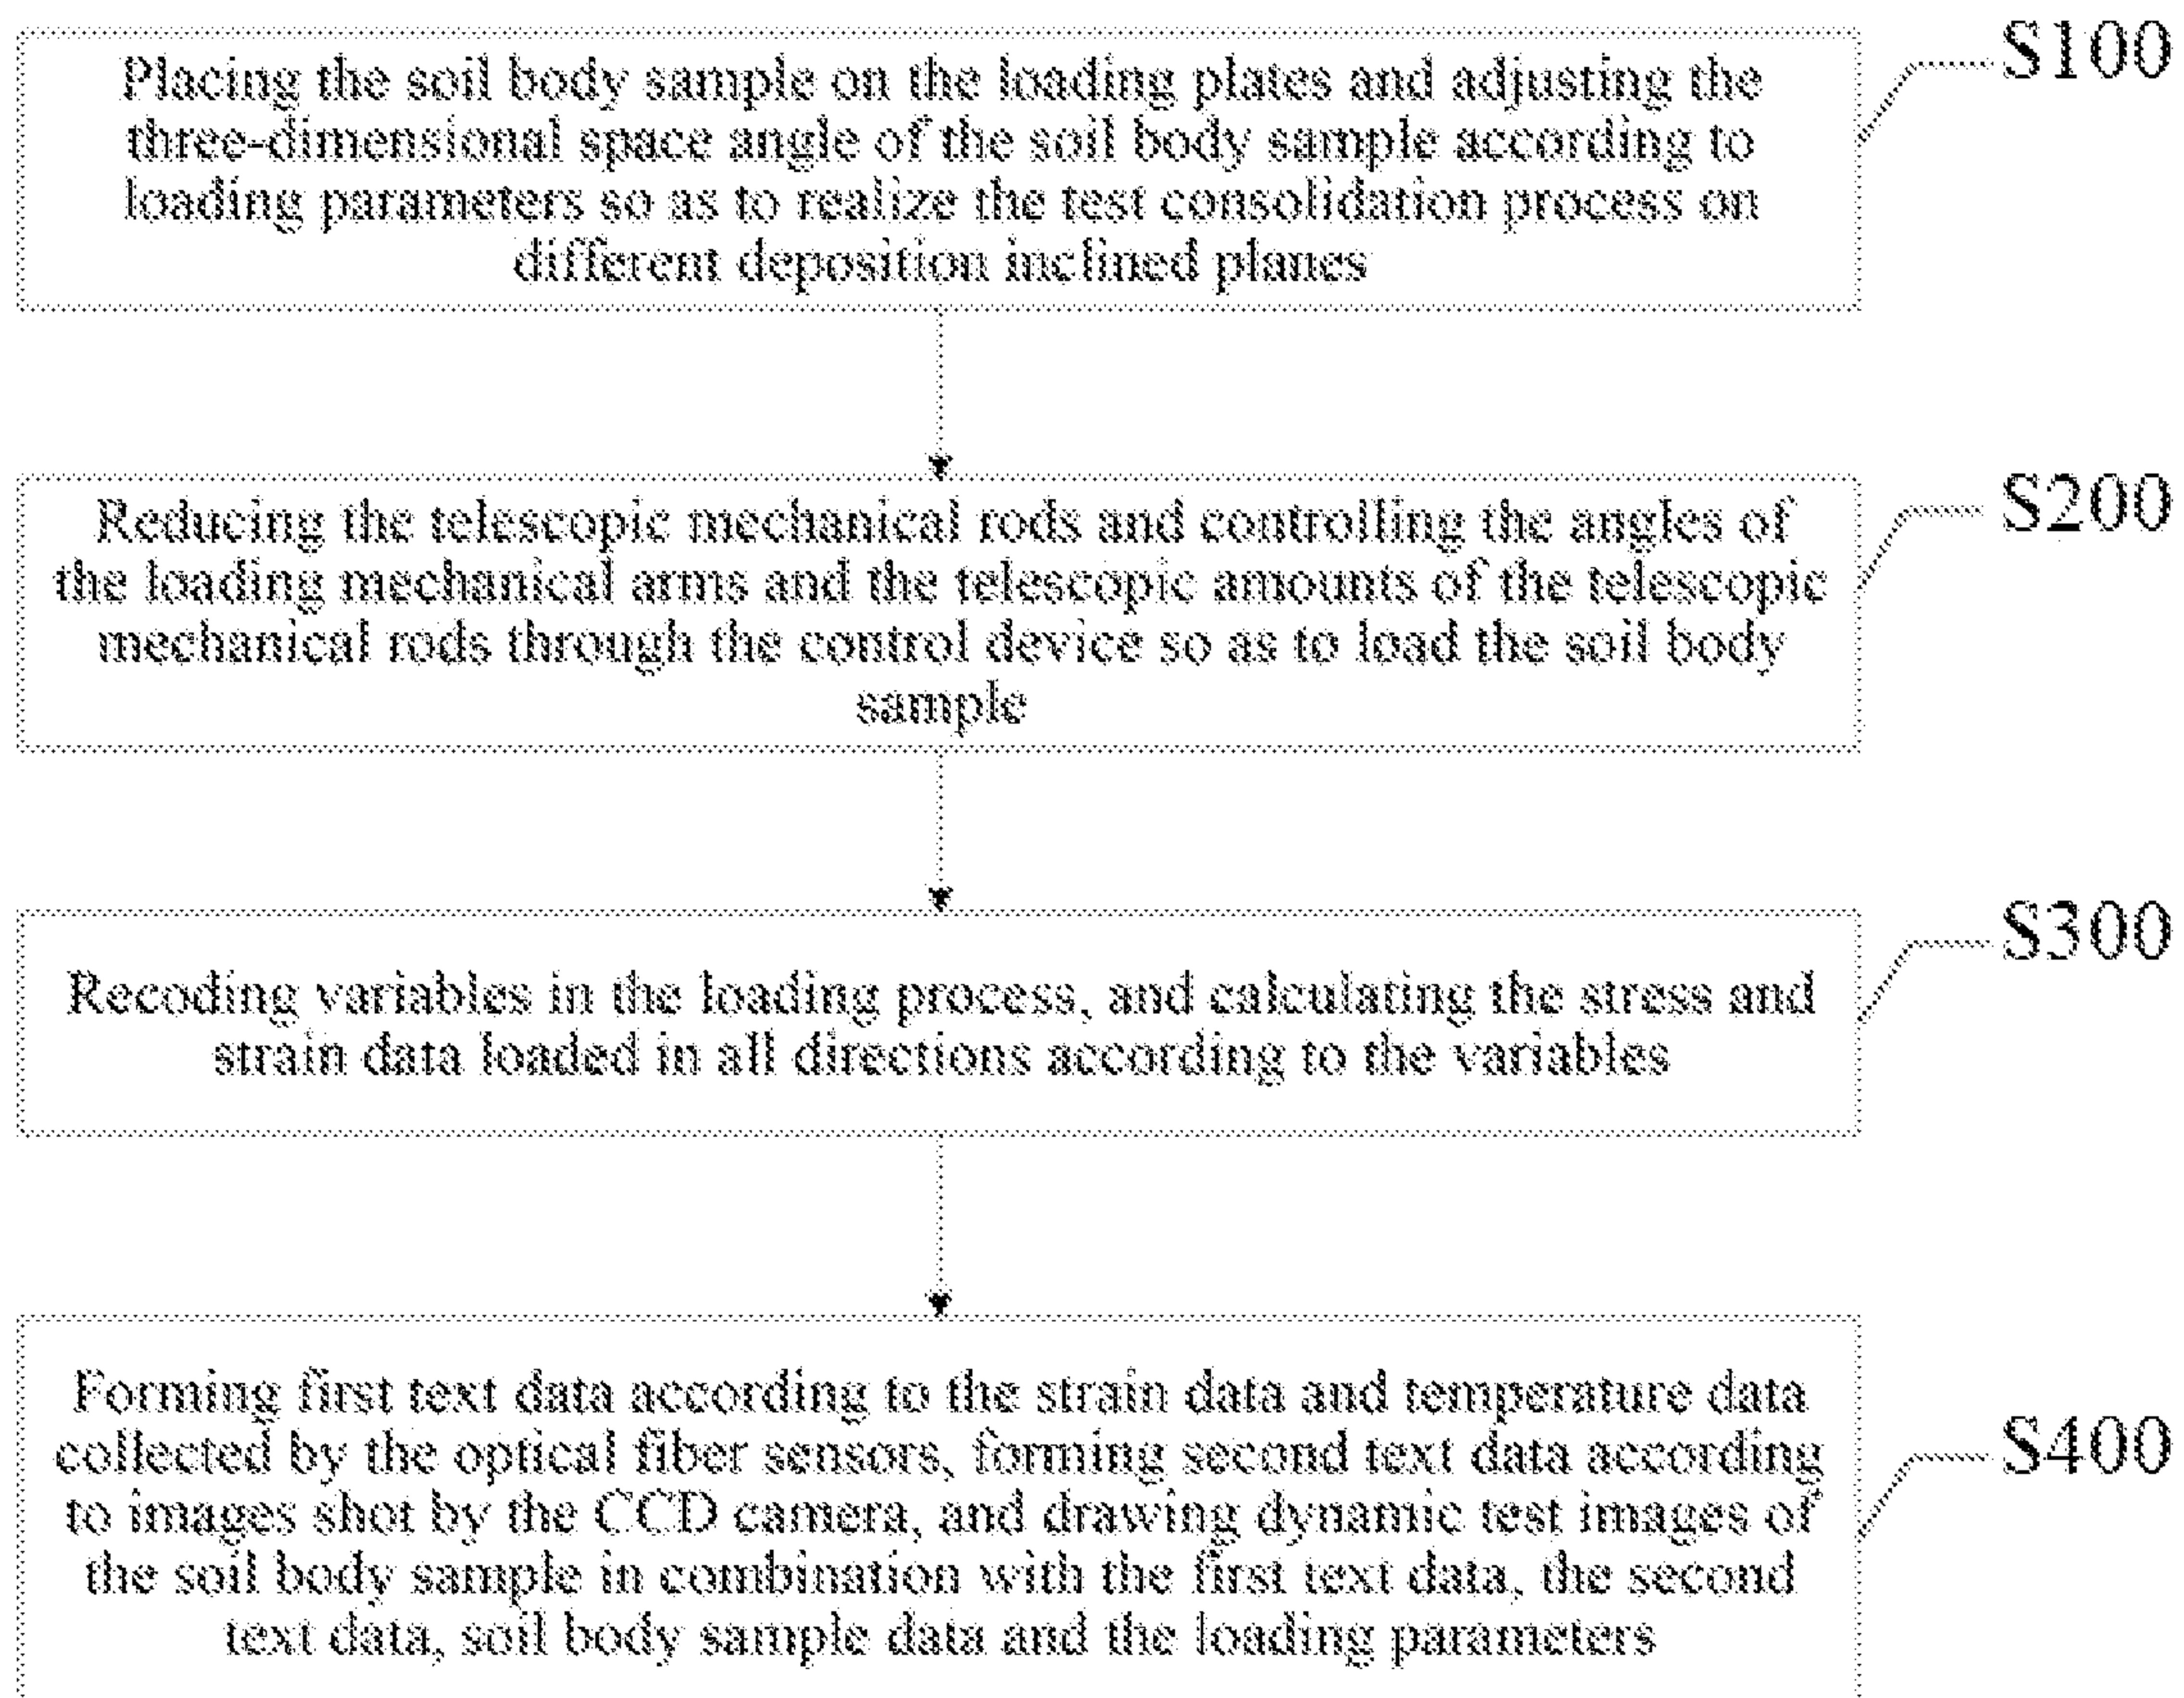 Placing the soil body sample on the loading plates and adjusting the
three-dimensional space angle of the soil body sample according to
loading parameters so as to realize the test consolidation process on
different deposition inclined planes
S100
Reducing the telescopic mechanical rods and controlling the angles of
the loading mechanical arms and the telescopic amounts of the telescopic
mechanical rods through the control device so as to load the soil body
sample
S200
Recoding variables in the loading process, and calculating the stress and
strain data loaded in all directions according to the variables
S300
Forming first text data according to the strain data and temperature data
collected by the optical fiber sensors, forming second text data according
to images shot by the CCD camera, and drawing dynamic test images of
the soil body sample in combination with the first text data, the second
text data, soil body sample data and the loading parameters
S400